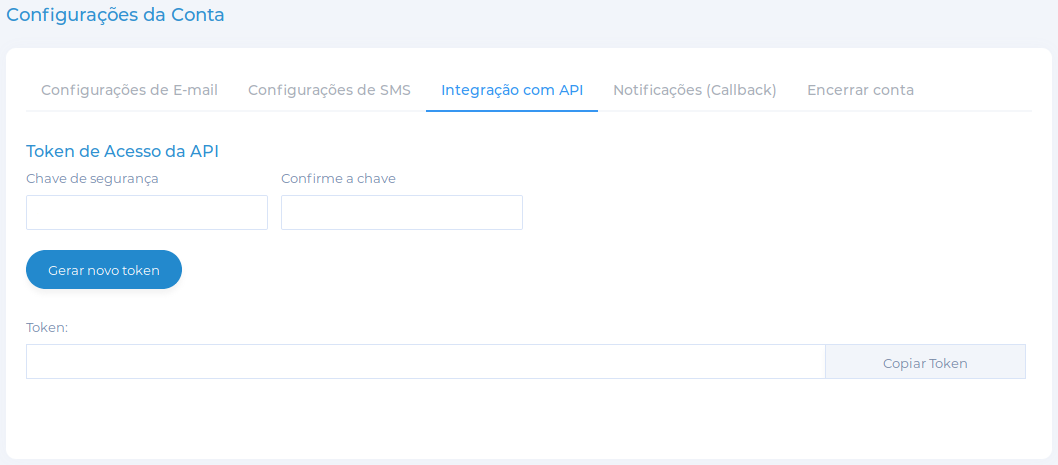 Configurações da Conta
Configurações de E-mail Configurações de SMS Integração com API Notificações (Callback) Encerrar conta
Token de Acesso da API
Chave de segurança Confirme a chave
Gerar novo token
Token:
Copiar Token